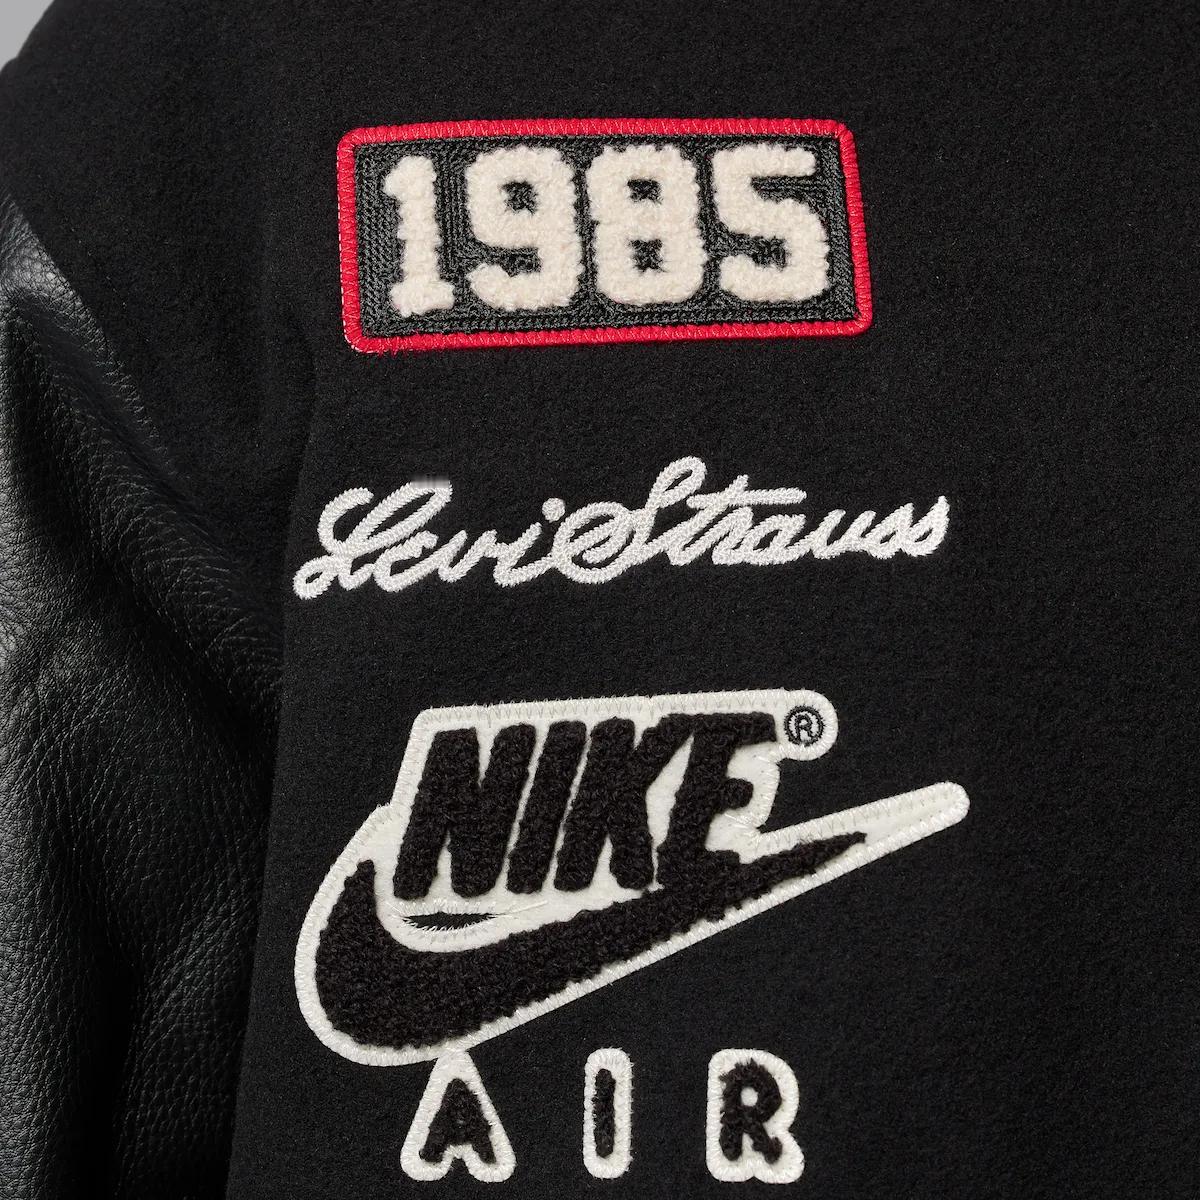 1985
Levi Strauss
NIKE®
AIR